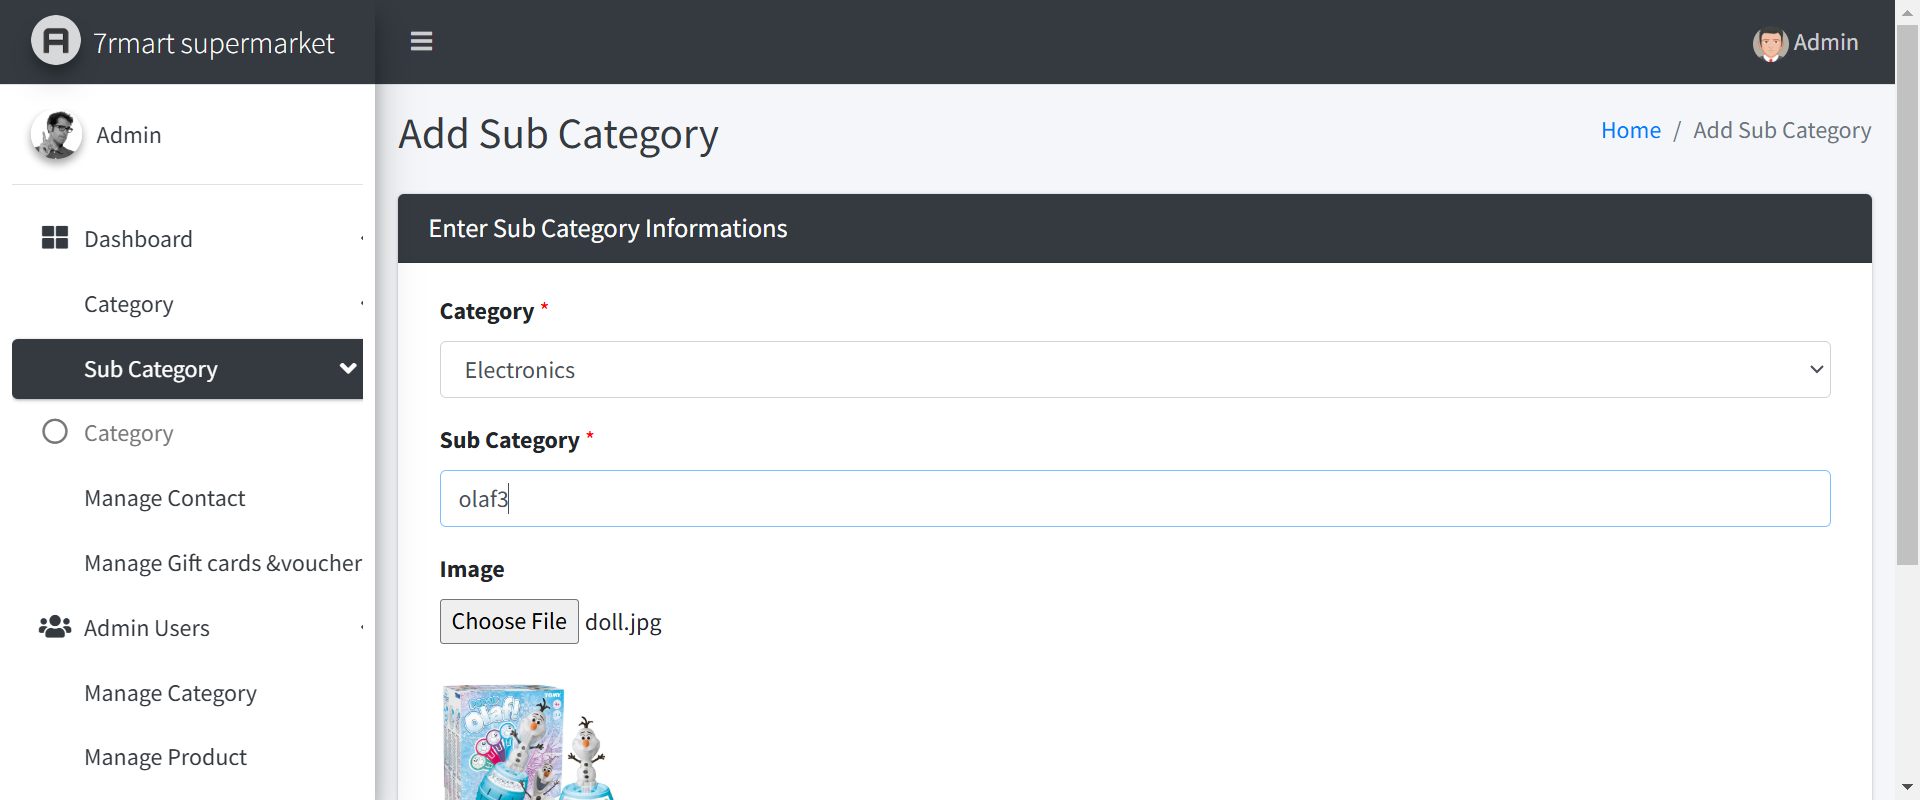 7rmart supermarket
Admin
Admin
Add Sub Category
Home / Add Sub Category
Dashboard
Category
Sub Category
Category
Manage Contact
Manage Gift cards &voucher
Admin Users
Manage Category
Manage Product
Enter Sub Category Informations
Category *
Electronics
Sub Category *
olaf3
Image
Choose File doll.jpg
TOMY
Olaf!